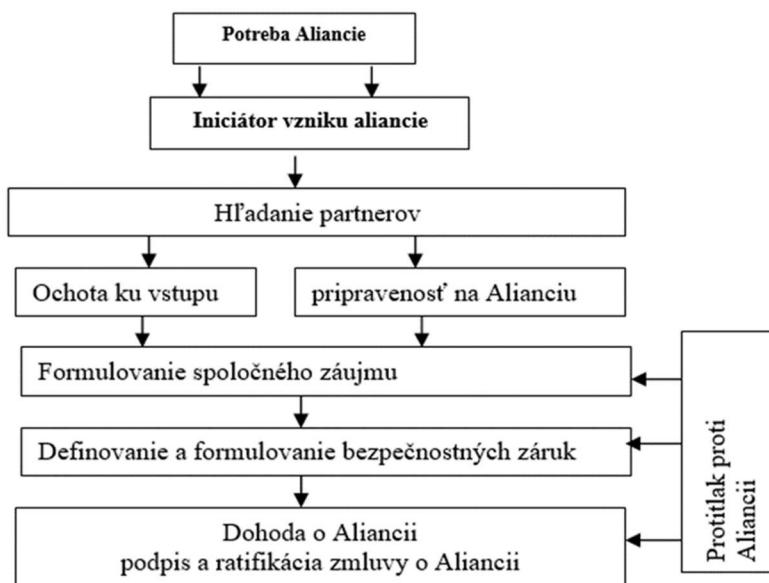 Potreba Aliancie
Iniciátor vzniku aliancie
Hľadanie partnerov
Ochota ku vstupu
pripravenosť na Alianciu
Formulovanie spoločného záujmu
Definovanie a formulovanie bezpečnostných záruk
Dohoda o Aliancii
podpis a ratifikácia zmluvy o Aliancii
Protitlak proti
Aliancii